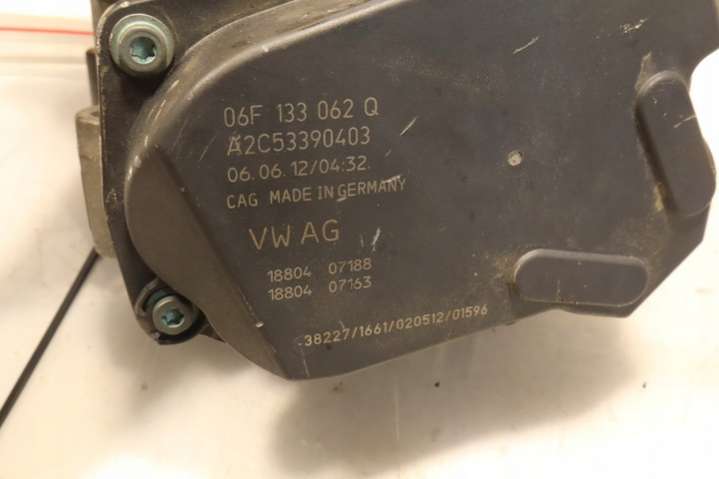 06F 133 062 Q
A2C53390403
06.06.12/04:32
CAG MADE IN GERMANY
VW AG
18804 07188
18804 07163
38227/1661/020512/01596